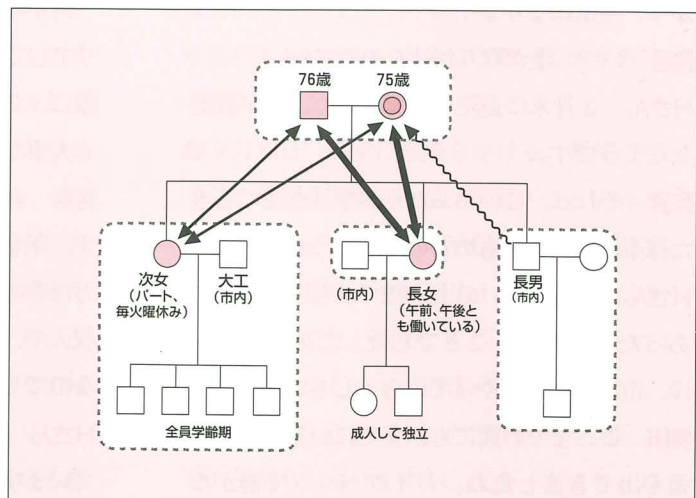 76歳
75歳
次女
(パート、
毎火曜休み)
大工
(市内)
(市内)
長女
(午前、午後と
も働いている)
長男
(市内)
全員学齢期
成人して独立